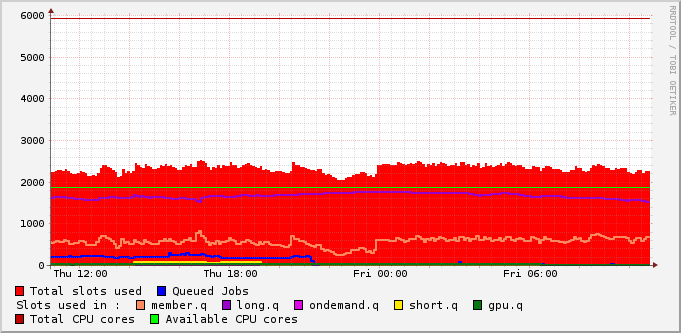 RRDTOOL / TOBI OETIKER
6000
5000
4000
3000
2000
1000
0
Thu 12:00 Thu 18:00 Fri 00:00 Fri 06:00
Total slots used Queued Jobs
Slots used in : member.q long.q ondemand.q short.q gpu.q
Total CPU cores Available CPU cores